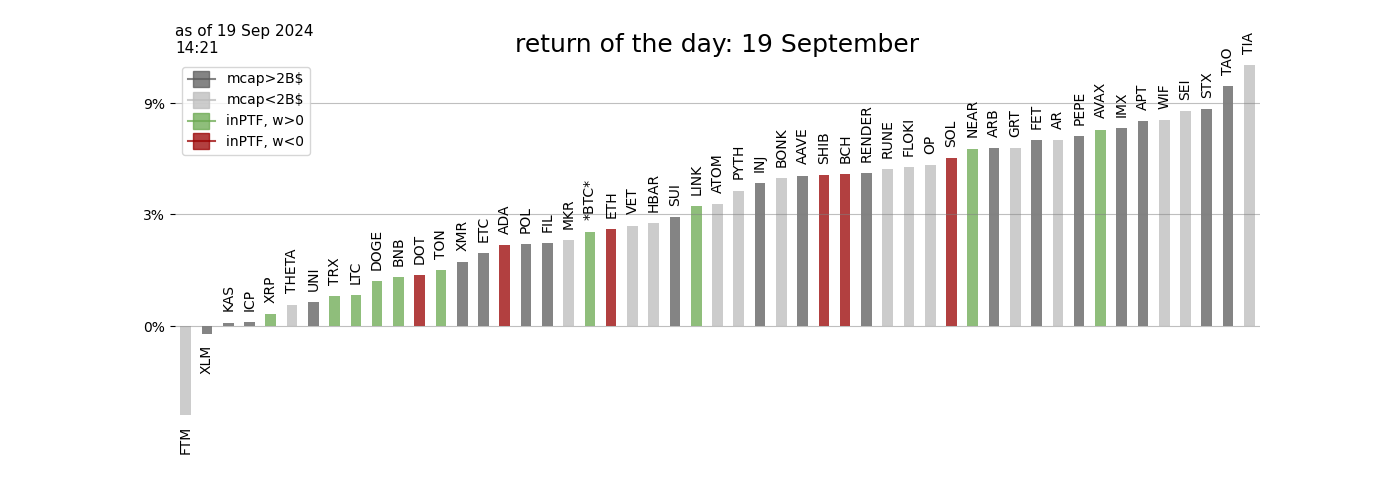 as of 19 Sep 2024
14:21
return of the day: 19 September
mcap>2B$
mcap<2B$
inPTF, w>0
inPTF, w<0
9%
3%
0%
FTM
XLM
KAS
ICP
XRP
THETA
UNI
TRX
LTC
DOGE
BNB
DOT
TON
XMR
ETC
ADA
POL
FIL
MKR
*BTC*
ETH
VET
HBAR
SUI
LINK
ATOM
PYTH
INJ
BONK
AAVE
SHIB
BCH
RENDER
RUNE
FLOKI
OP
SOL
NEAR
ARB
GRT
FET
AR
PEPE
AVAX
IMX
APT
WIF
SEI
STX
TAO
TIA